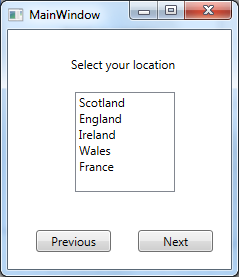 MainWindow
Select your location
Scotland
England
Ireland
Wales
France
Previous Next